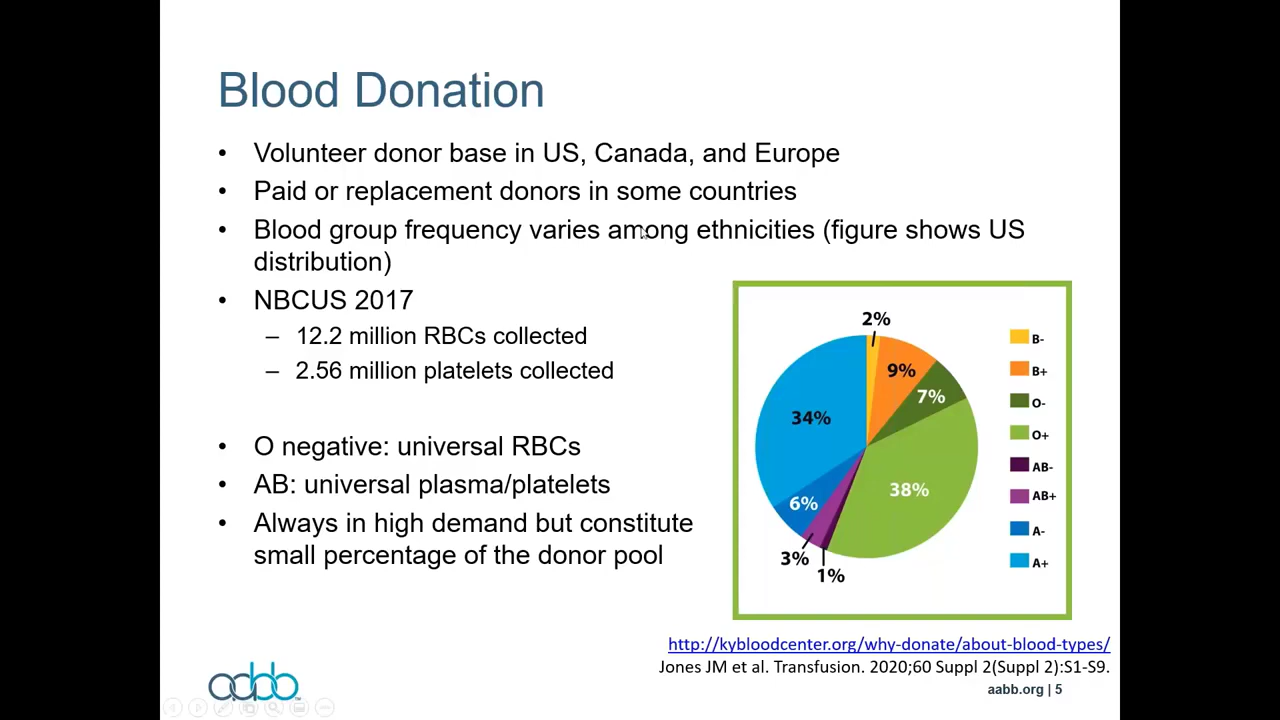 Blood Donation
• Volunteer donor base in US, Canada, and Europe
• Paid or replacement donors in some countries
• Blood group frequency varies among ethnicities (figure shows US
distribution)
• NBCUS 2017
– 12.2 million RBCs collected
– 2.56 million platelets collected
• O negative: universal RBCs
• AB: universal plasma/platelets
• Always in high demand but constitute
small percentage of the donor pool
2%
9%
7%
34%
38%
6%
3%
1%
B-
B+
O-
O+
AB-
AB+
A-
A+
http://kybloodcenter.org/why-donate/about-blood-types/
Jones JM et al. Transfusion. 2020;60 Suppl 2(Suppl 2):S1-S9.
aabb
aabb.org | 5